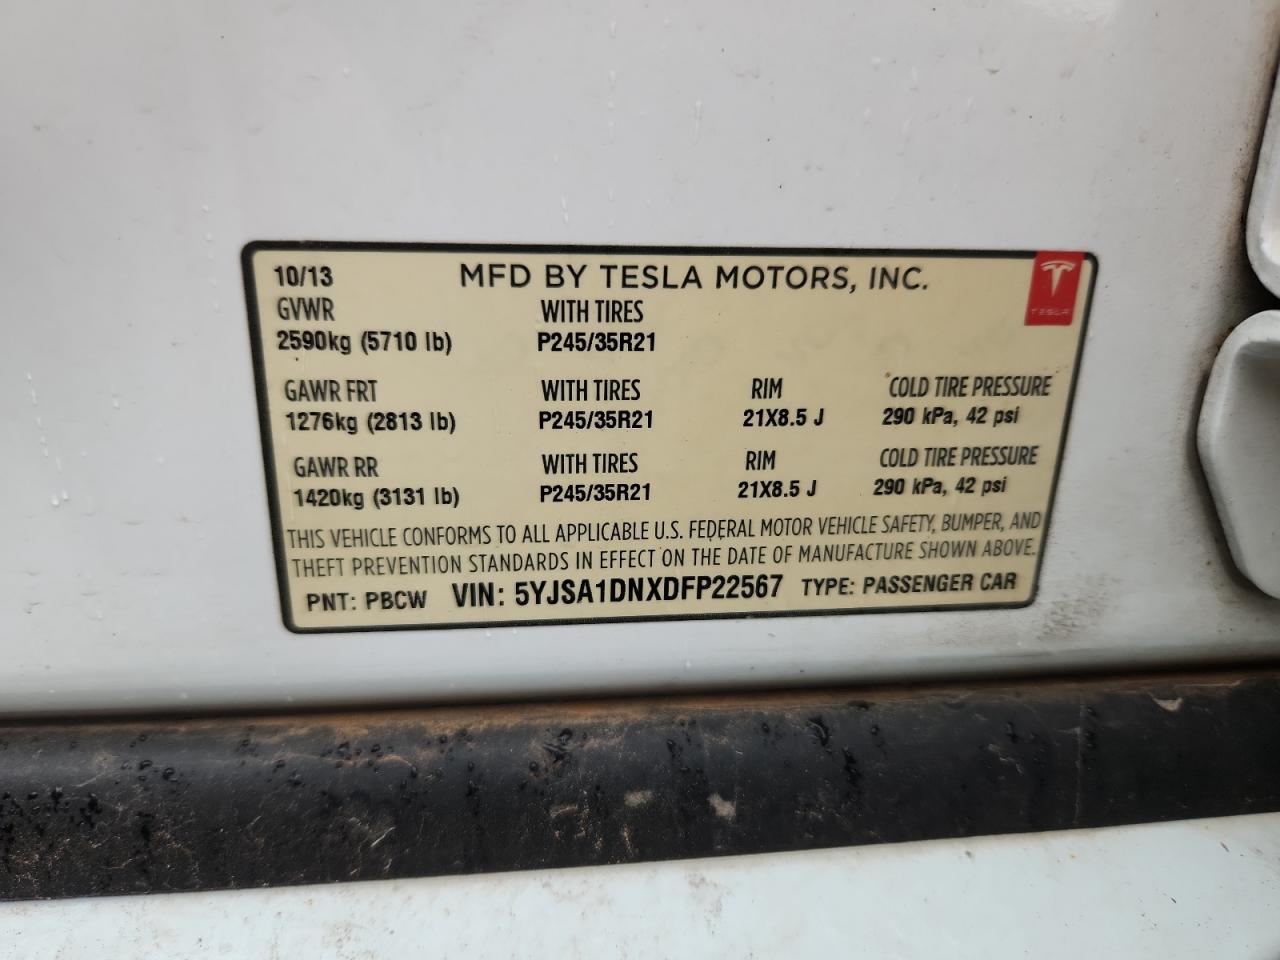 10/13 MFD BY TESLA MOTORS, INC.
TESLA
GVWR WITH TIRES
2590kg (5710 lb) P245/35R21
GAWR FRT WITH TIRES RIM COLD TIRE PRESSURE
1276kg (2813 lb) P245/35R21 21X8.5 J 290 kPa, 42 psi
GAWR RR WITH TIRES RIM COLD TIRE PRESSURE
1420kg (3131 lb) P245/35R21 21X8.5 J 290 kPa, 42 psi
THIS VEHICLE CONFORMS TO ALL APPLICABLE U.S. FEDERAL MOTOR VEHICLE SAFETY, BUMPER, AND
THEFT PREVENTION STANDARDS IN EFFECT ON THE DATE OF MANUFACTURE SHOWN ABOVE.
PNT: PBCW VIN: 5YJSA1DNXDFP22567 TYPE: PASSENGER CAR